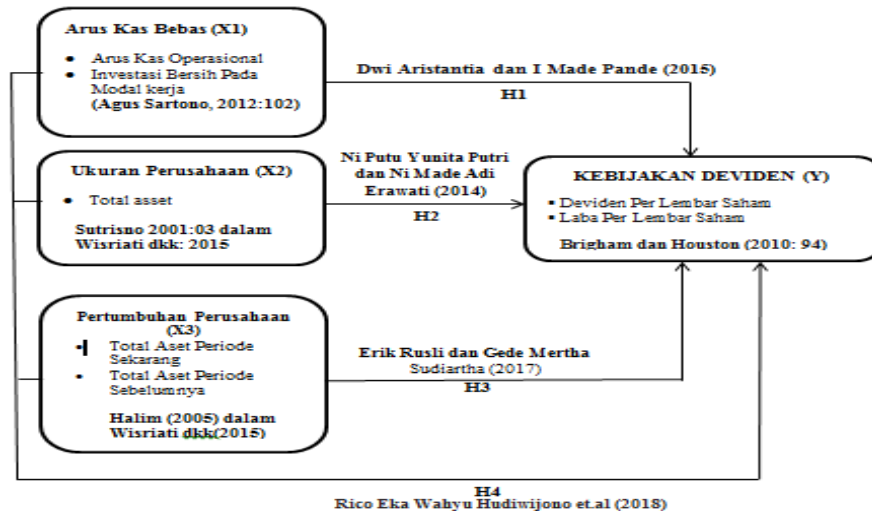 Arus Kas Bebas (X1)
• Arus Kas Operasional
• Investasi Bersih Pada
Modal kerja
(Agus Sartono, 2012:102)
Dwi Aristantia dan I Made Pande (2015)
H1
Ukuran Perusahaan (X2)
• Total asset
Sutrisno 2001:03 dalam
Wisriati dkk: 2015
Ni Putu Yunita Putri
dan Ni Made Adi
Erawati (2014)
H2
KEBIJAKAN DEVIDEN (Y)
▪ Deviden Per Lembar Saham
▪ Laba Per Lembar Saham
Brigham dan Houston (2010: 94)
Pertumbuhan Perusahaan
(X3)
• Total Aset Periode
Sekarang
• Total Aset Periode
Sebelumnya
Halim (2005) dalam
Wisriati dkk(2015)
Erik Rusli dan Gede Mertha
Sudiartha (2017)
H3
H4
Rico Eka Wahyu Hudiwijono et.al (2018)